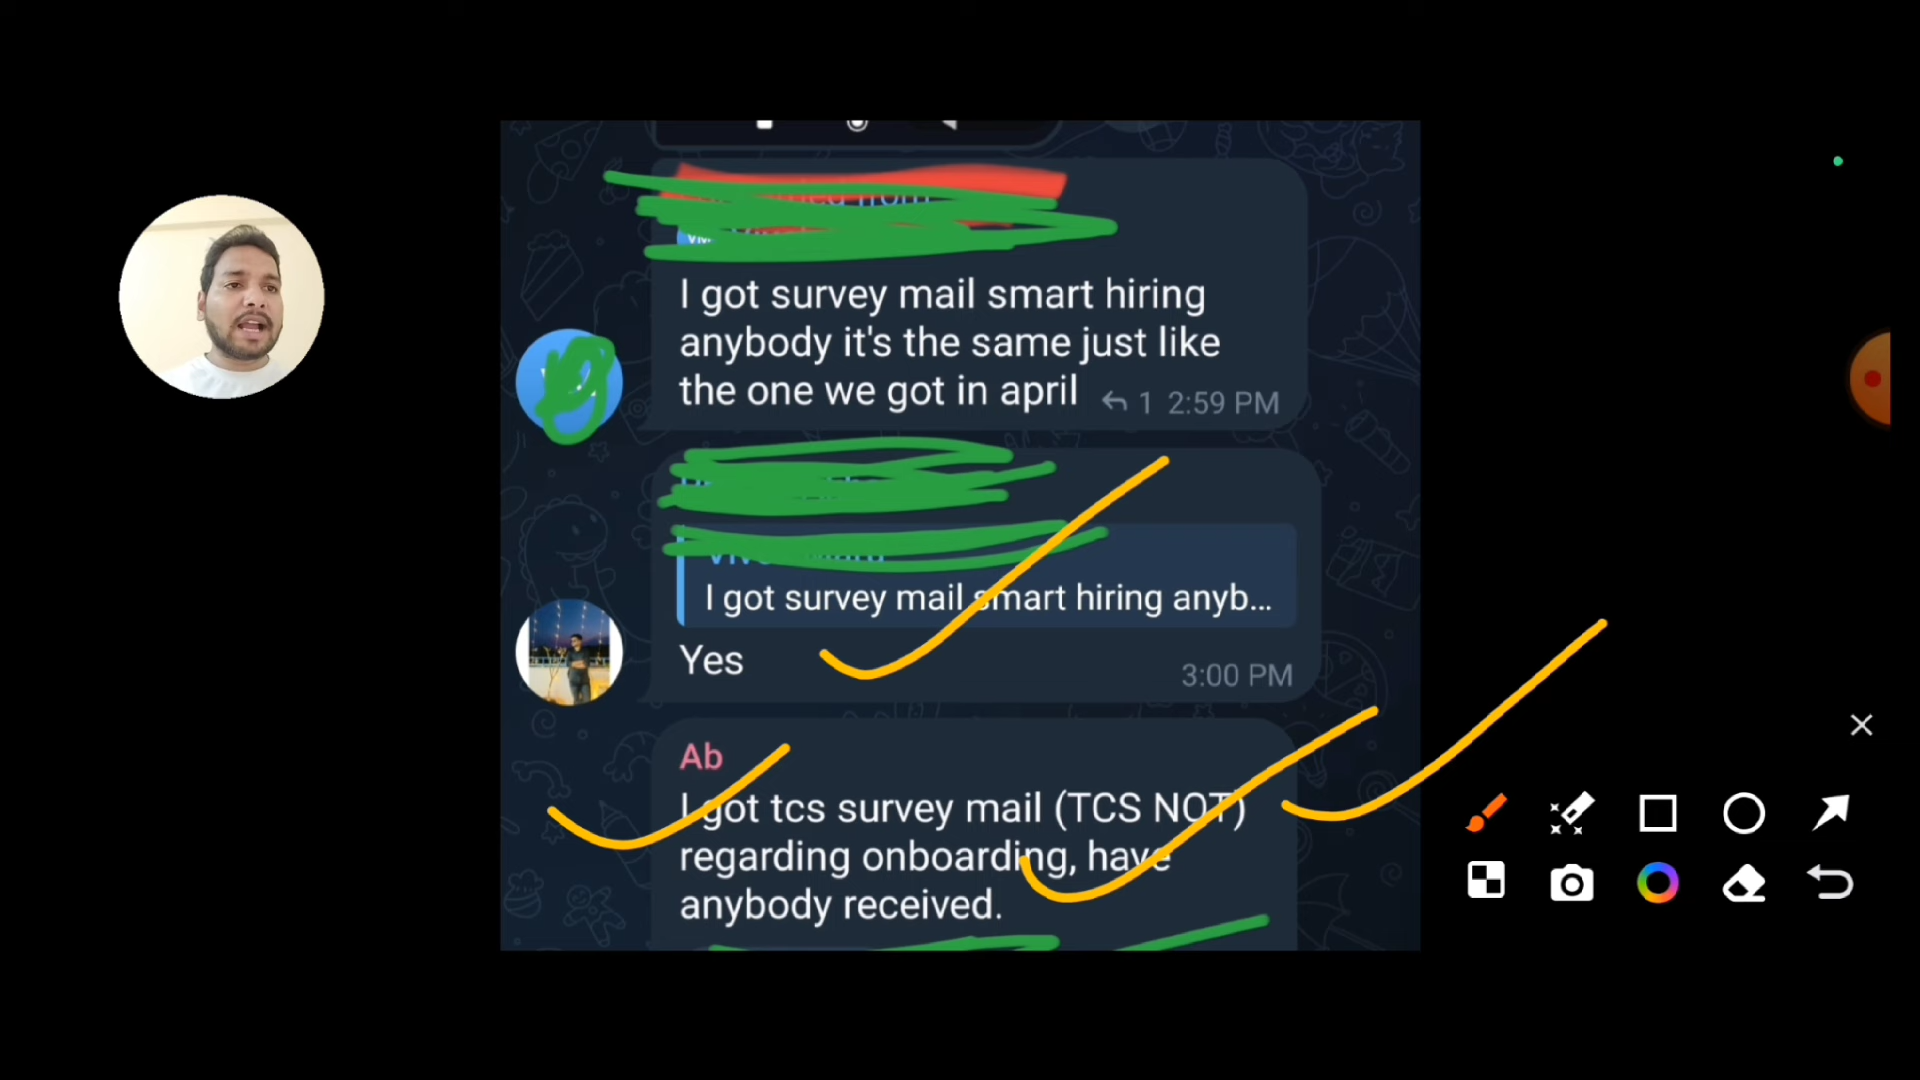 I got survey mail smart hiring
anybody it's the same just like
the one we got in april
1 2:59 PM
I got survey mail smart hiring anyb...
Yes
3:00 PM
Ab
I got tcs survey mail (TCS NOT)
regarding onboarding, have
anybody received.